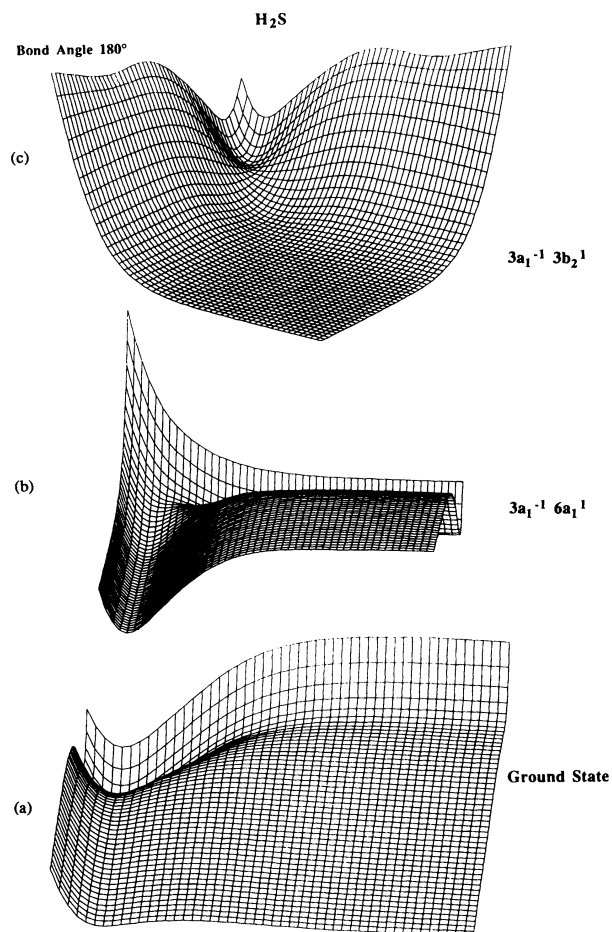 H₂S
Bond Angle 180°
(c)
3a₁⁻¹ 3b₂¹
(b)
3a₁⁻¹ 6a₁¹
Ground State
(a)